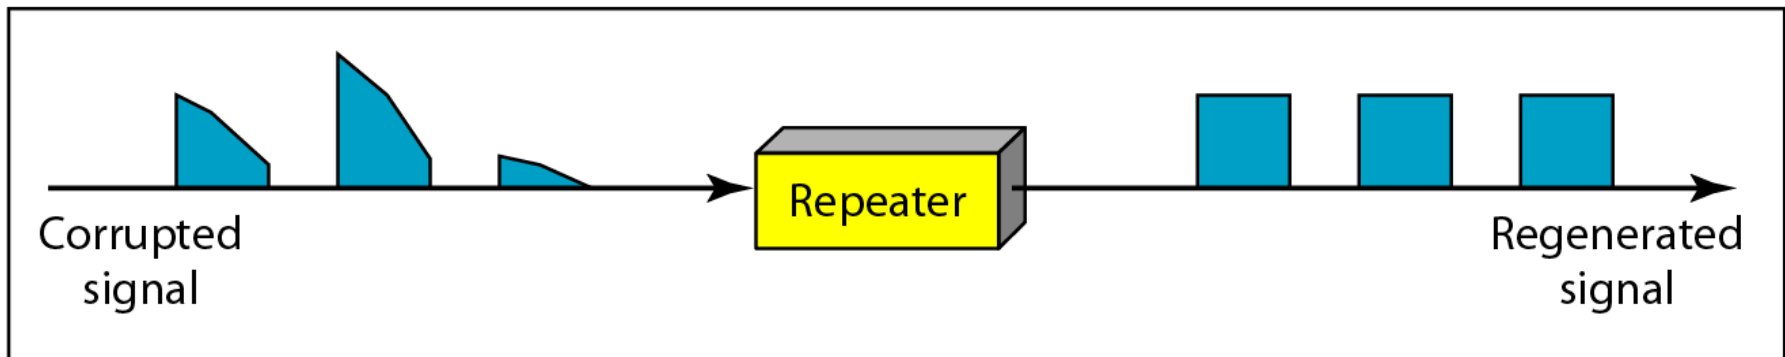 Repeater
Corrupted
signal
Regenerated
signal